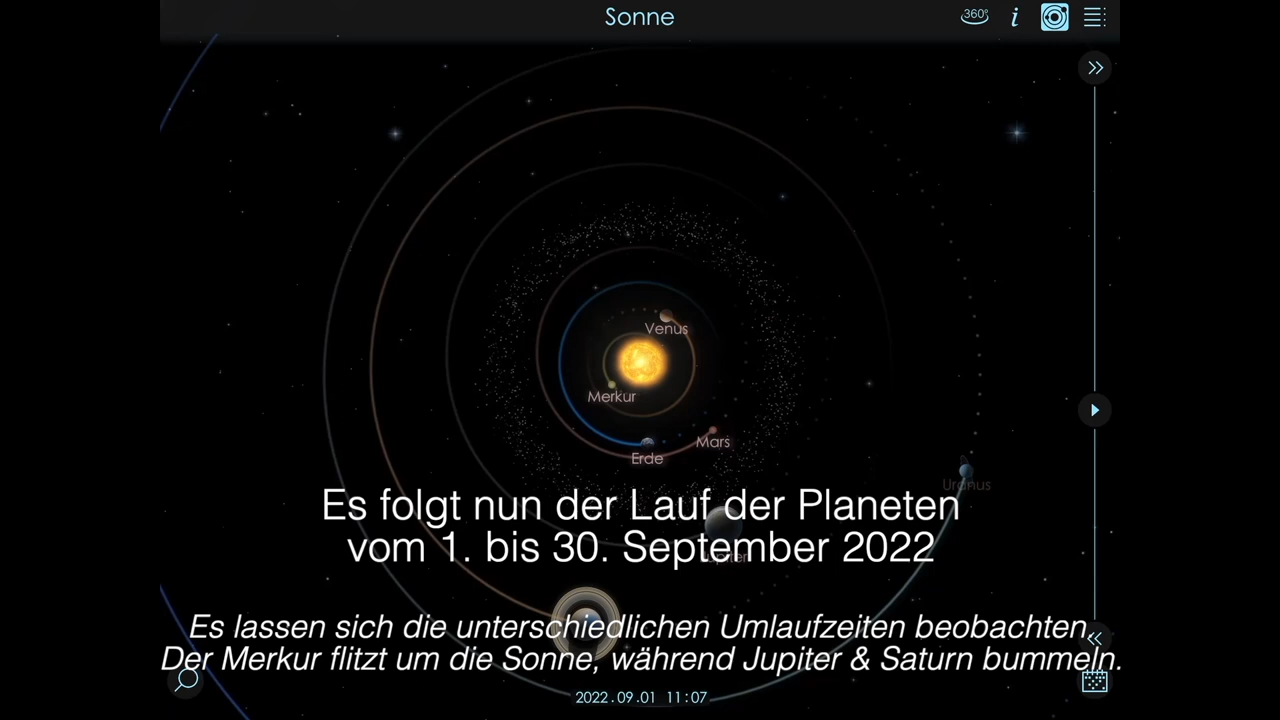 Sonne
360°
i
Venus
Merkur
Mars
Erde
Uranus
Es folgt nun der Lauf der Planeten
vom 1. bis 30. September 2022
Jupiter
Es lassen sich die unterschiedlichen Umlaufzeiten beobachten.
Der Merkur flitzt um die Sonne, während Jupiter & Saturn bummeln.
2022.09.01 11:07